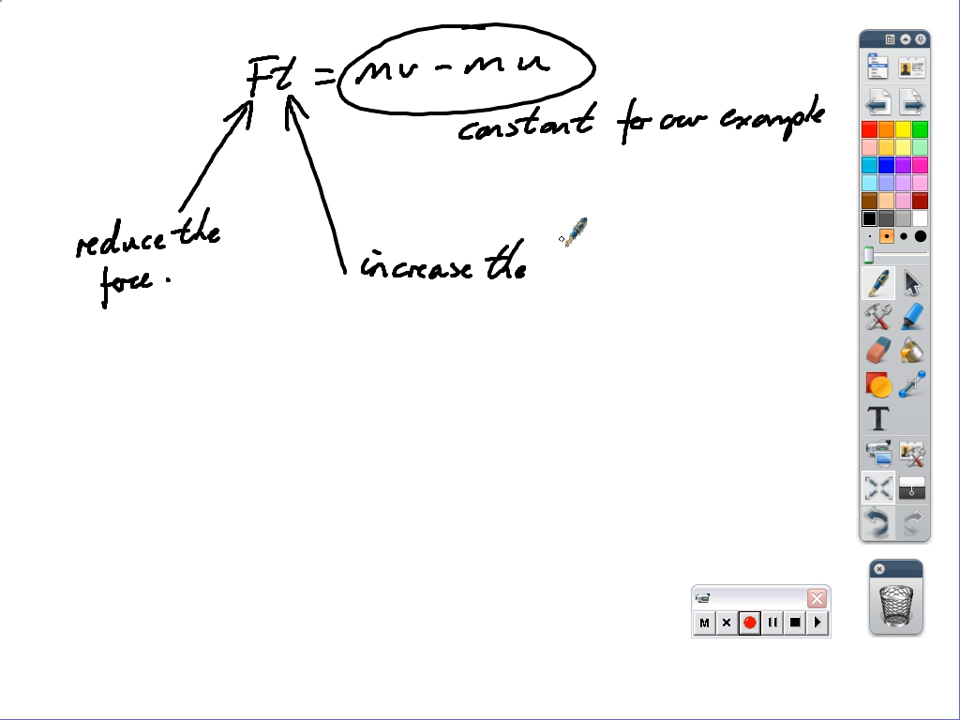 Ft = mv - mu
constant for our example
reduce the
force.
increase the
T
M